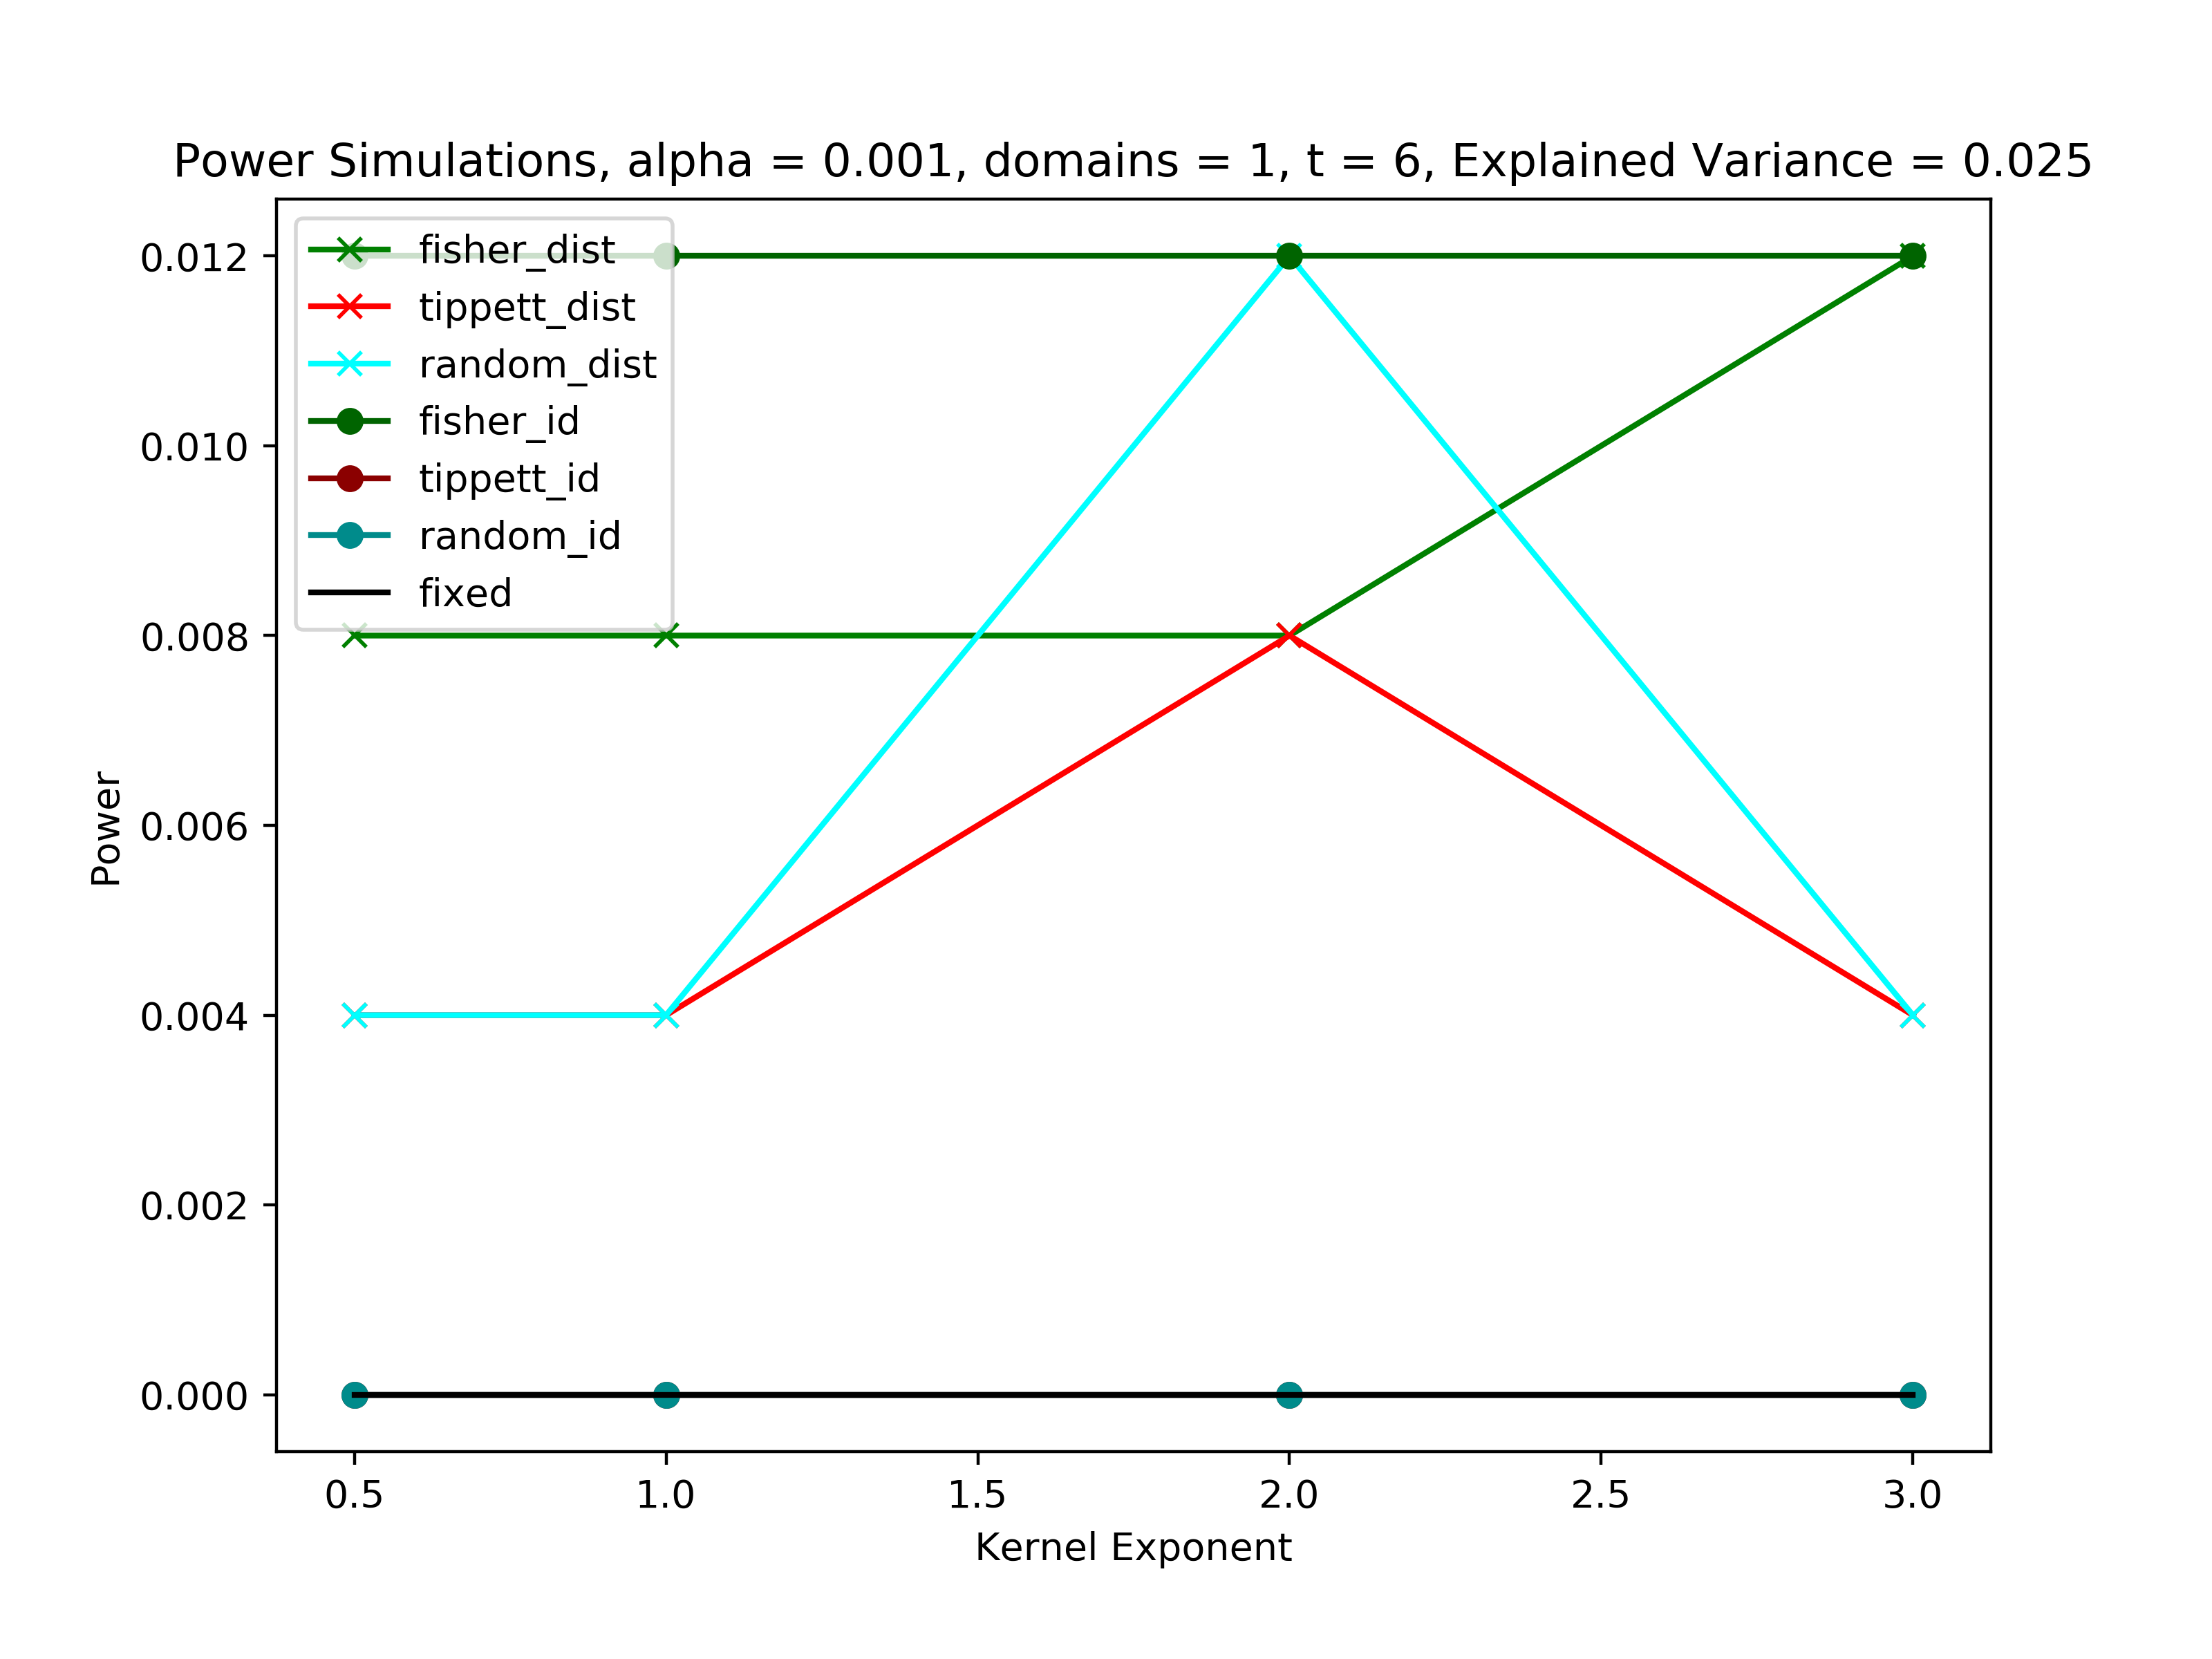 Power Simulations, alpha = 0.001, domains = 1, t = 6, Explained Variance = 0.025
fisher_dist
tippett_dist
random_dist
fisher_id
tippett_id
random_id
fixed
0.012
0.010
0.008
0.006
0.004
0.002
0.000
Power
0.5 1.0 1.5 2.0 2.5 3.0
Kernel Exponent